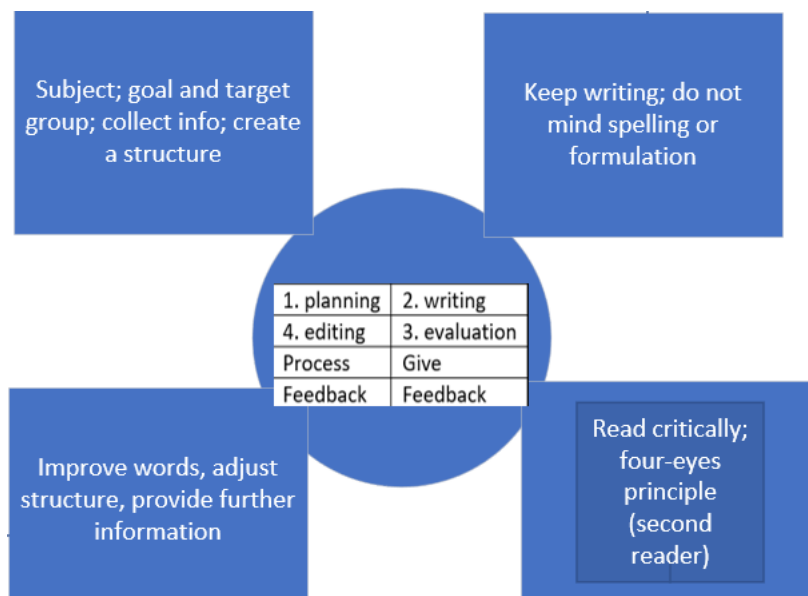 Subject; goal and target
group; collect info; create
a structure
Keep writing; do not
mind spelling or
formulation
1. planning 2. writing
4. editing 3. evaluation
Process Give
Feedback Feedback
Improve words, adjust
structure, provide further
information
Read critically;
four-eyes
principle
(second
reader)